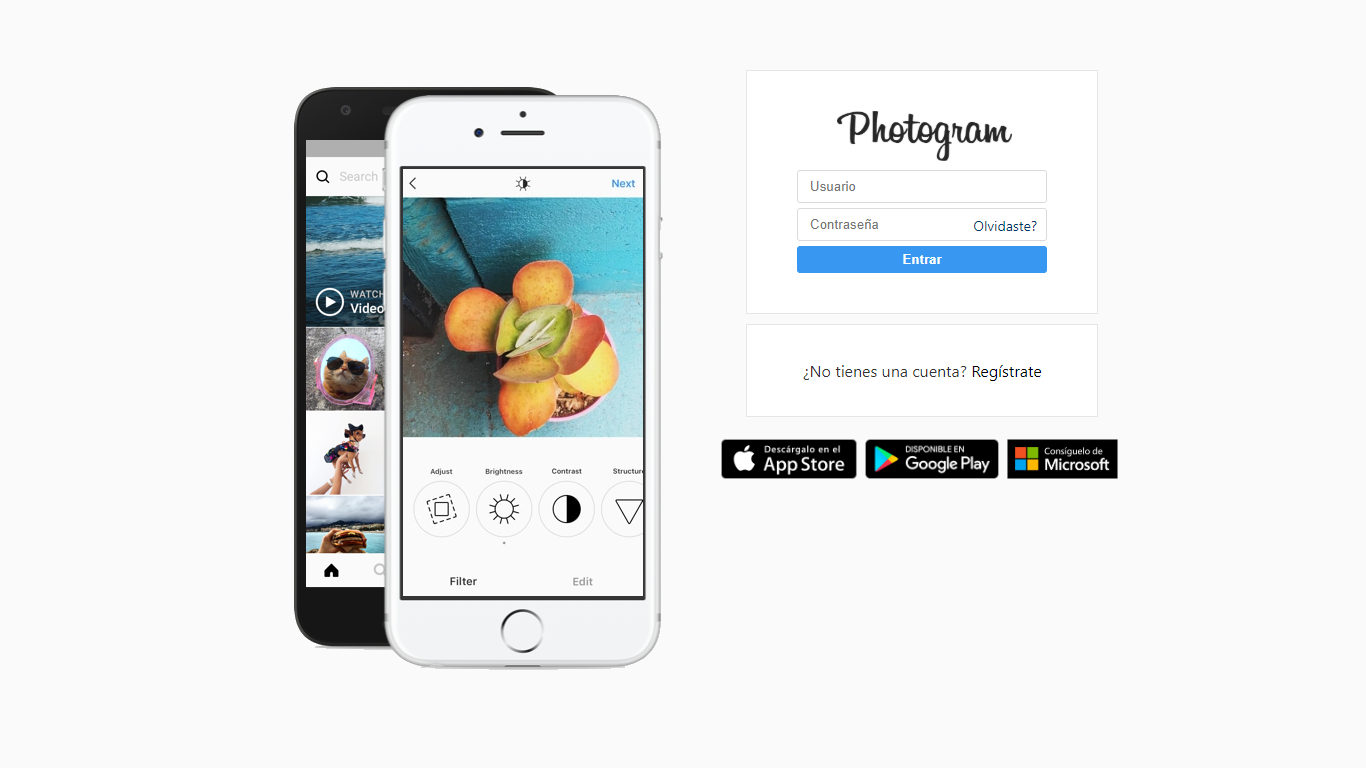 Search
WATCH
Video
Next
Adjust
Brightness
Contrast
Structure
Filter
Edit
Photogram
Usuario
Contraseña
Olvidaste?
Entrar
¿No tienes una cuenta? Regístrate
Descárgalo en el
App Store
DISPONIBLE EN
Google Play
Consíguelo de
Microsoft